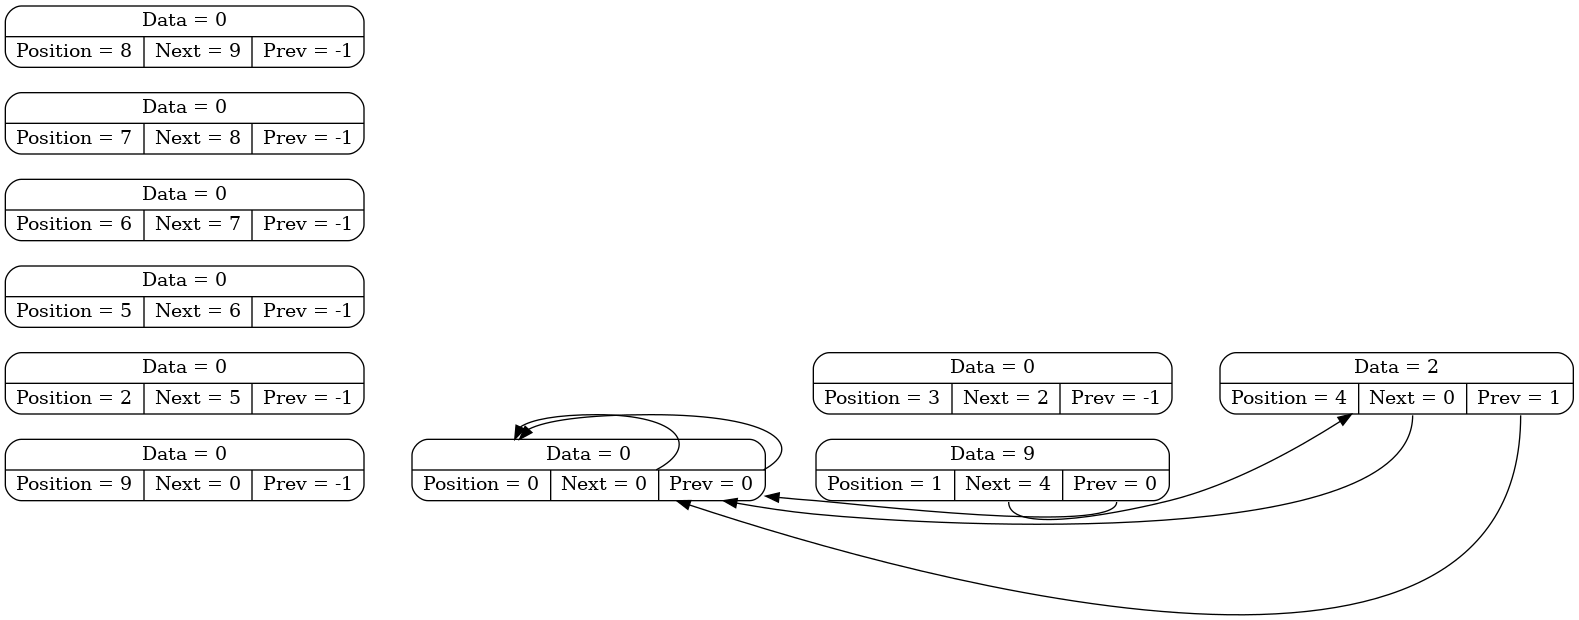 Data = 0
Position = 8 Next = 9 Prev = -1
Data = 0
Position = 7 Next = 8 Prev = -1
Data = 0
Position = 6 Next = 7 Prev = -1
Data = 0
Position = 5 Next = 6 Prev = -1
Data = 0
Position = 2 Next = 5 Prev = -1
Data = 0
Position = 9 Next = 0 Prev = -1
Data = 0
Position = 0 Next = 0 Prev = 0
Data = 0
Position = 3 Next = 2 Prev = -1
Data = 9
Position = 1 Next = 4 Prev = 0
Data = 2
Position = 4 Next = 0 Prev = 1